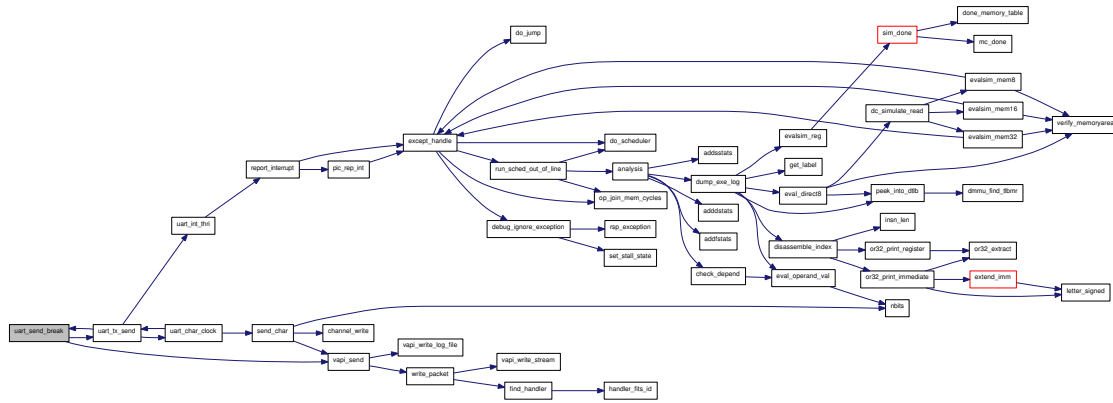 done_memory_table
sim_done
do_jump
mc_done
evalsim_mem8
evalsim_mem16
dc_simulate_read
verify_memoryarea
evalsim_mem32
evalsim_reg
except_handle
do_scheduler
addsstats
get_label
report_interrupt
pic_rep_int
run_sched_out_of_line
analysis
dump_exe_log
eval_direct8
peek_into_dtlb
dmmu_find_tlbmr
op_join_mem_cycles
adddstats
uart_int_thri
insn_len
debug_ignore_exception
rsp_exception
addfstats
disassemble_index
or32_print_register
or32_extract
set_stall_state
check_depend
eval_operand_val
or32_print_immediate
extend_imm
letter_signed
nbits
uart_send_break
uart_tx_send
uart_char_clock
send_char
channel_write
vapi_write_log_file
vapi_send
vapi_write_stream
write_packet
find_handler
handler_fits_id